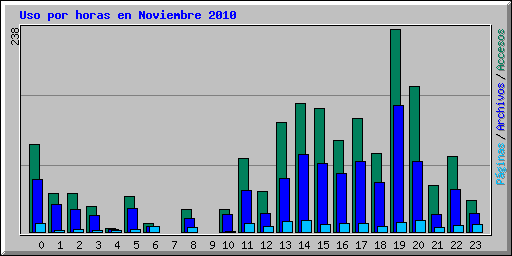 Uso por horas en Noviembre 2010
238
Páginas / Archivos / Accesos
0 1 2 3 4 5 6 7 8 9 10 11 12 13 14 15 16 17 18 19 20 21 22 23